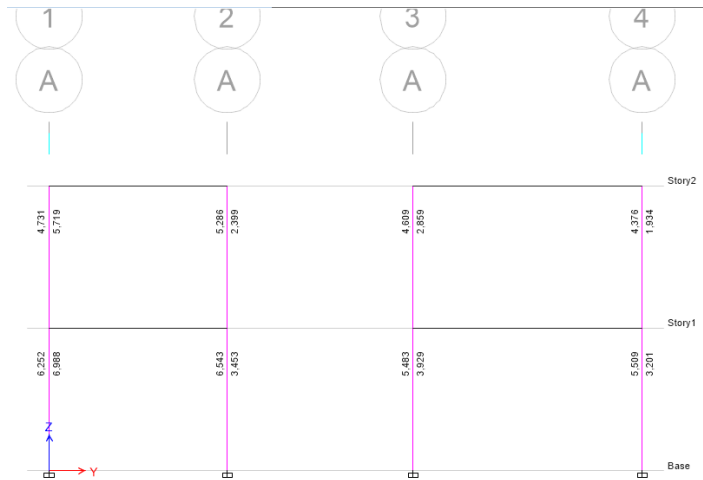 1 2 3 4
A A A A
Story2
4,731 5,719 5,286 2,399 4,609 2,859 4,376 1,934
Story1
6,252 6,988 6,543 3,453 5,483 3,929 5,509 3,201
Z
Y
Base